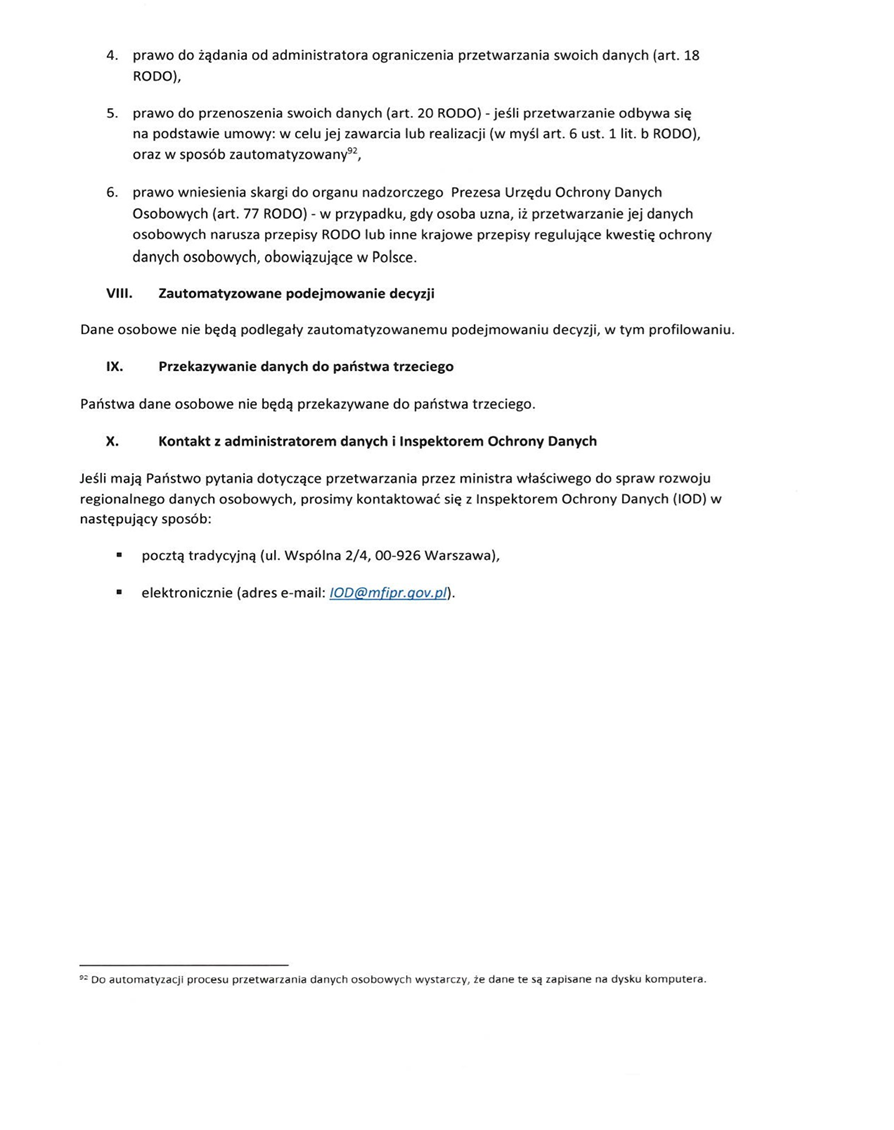 4. prawo do żądania od administratora ograniczenia przetwarzania swoich danych (art. 18
RODO),
5. prawo do przenoszenia swoich danych (art. 20 RODO) - jeśli przetwarzanie odbywa się
na podstawie umowy: w celu jej zawarcia lub realizacji (w myśl art. 6 ust. 1 lit. b RODO),
oraz w sposób zautomatyzowany92,
6. prawo wniesienia skargi do organu nadzorczego Prezesa Urzędu Ochrony Danych
Osobowych (art. 77 RODO) - w przypadku, gdy osoba uzna, iż przetwarzanie jej danych
osobowych narusza przepisy RODO lub inne krajowe przepisy regulujące kwestię ochrony
danych osobowych, obowiązujące w Polsce.
VIII. Zautomatyzowane podejmowanie decyzji
Dane osobowe nie będą podlegały zautomatyzowanemu podejmowaniu decyzji, w tym profilowaniu.
IX. Przekazywanie danych do państwa trzeciego
Państwa dane osobowe nie będą przekazywane do państwa trzeciego.
X. Kontakt z administratorem danych i Inspektorem Ochrony Danych
Jeśli mają Państwo pytania dotyczące przetwarzania przez ministra właściwego do spraw rozwoju
regionalnego danych osobowych, prosimy kontaktować się z Inspektorem Ochrony Danych (IOD) w
następujący sposób:
▪ pocztą tradycyjną (ul. Wspólna 2/4, 00-926 Warszawa),
▪ elektronicznie (adres e-mail: IOD@mfipr.gov.pl).
92 Do automatyzacji procesu przetwarzania danych osobowych wystarczy, że dane te są zapisane na dysku komputera.